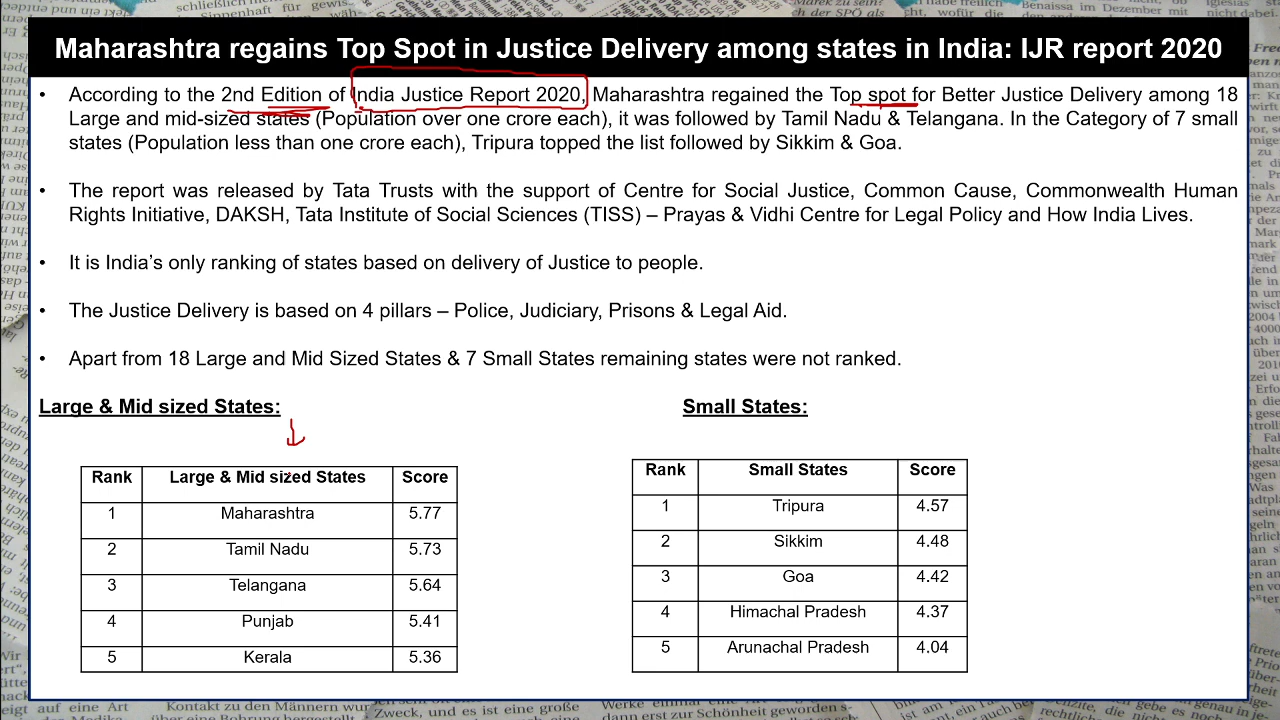 Maharashtra regains Top Spot in Justice Delivery among states in India: IJR report 2020
• According to the 2nd Edition of India Justice Report 2020, Maharashtra regained the Top spot for Better Justice Delivery among 18
Large and mid-sized states (Population over one crore each), it was followed by Tamil Nadu & Telangana. In the Category of 7 small
states (Population less than one crore each), Tripura topped the list followed by Sikkim & Goa.
• The report was released by Tata Trusts with the support of Centre for Social Justice, Common Cause, Commonwealth Human
Rights Initiative, DAKSH, Tata Institute of Social Sciences (TISS) – Prayas & Vidhi Centre for Legal Policy and How India Lives.
• It is India's only ranking of states based on delivery of Justice to people.
• The Justice Delivery is based on 4 pillars – Police, Judiciary, Prisons & Legal Aid.
• Apart from 18 Large and Mid Sized States & 7 Small States remaining states were not ranked.
Large & Mid sized States:
Rank Large & Mid sized States Score
1 Maharashtra 5.77
2 Tamil Nadu 5.73
3 Telangana 5.64
4 Punjab 5.41
5 Kerala 5.36
Small States:
Rank Small States Score
1 Tripura 4.57
2 Sikkim 4.48
3 Goa 4.42
4 Himachal Pradesh 4.37
5 Arunachal Pradesh 4.04